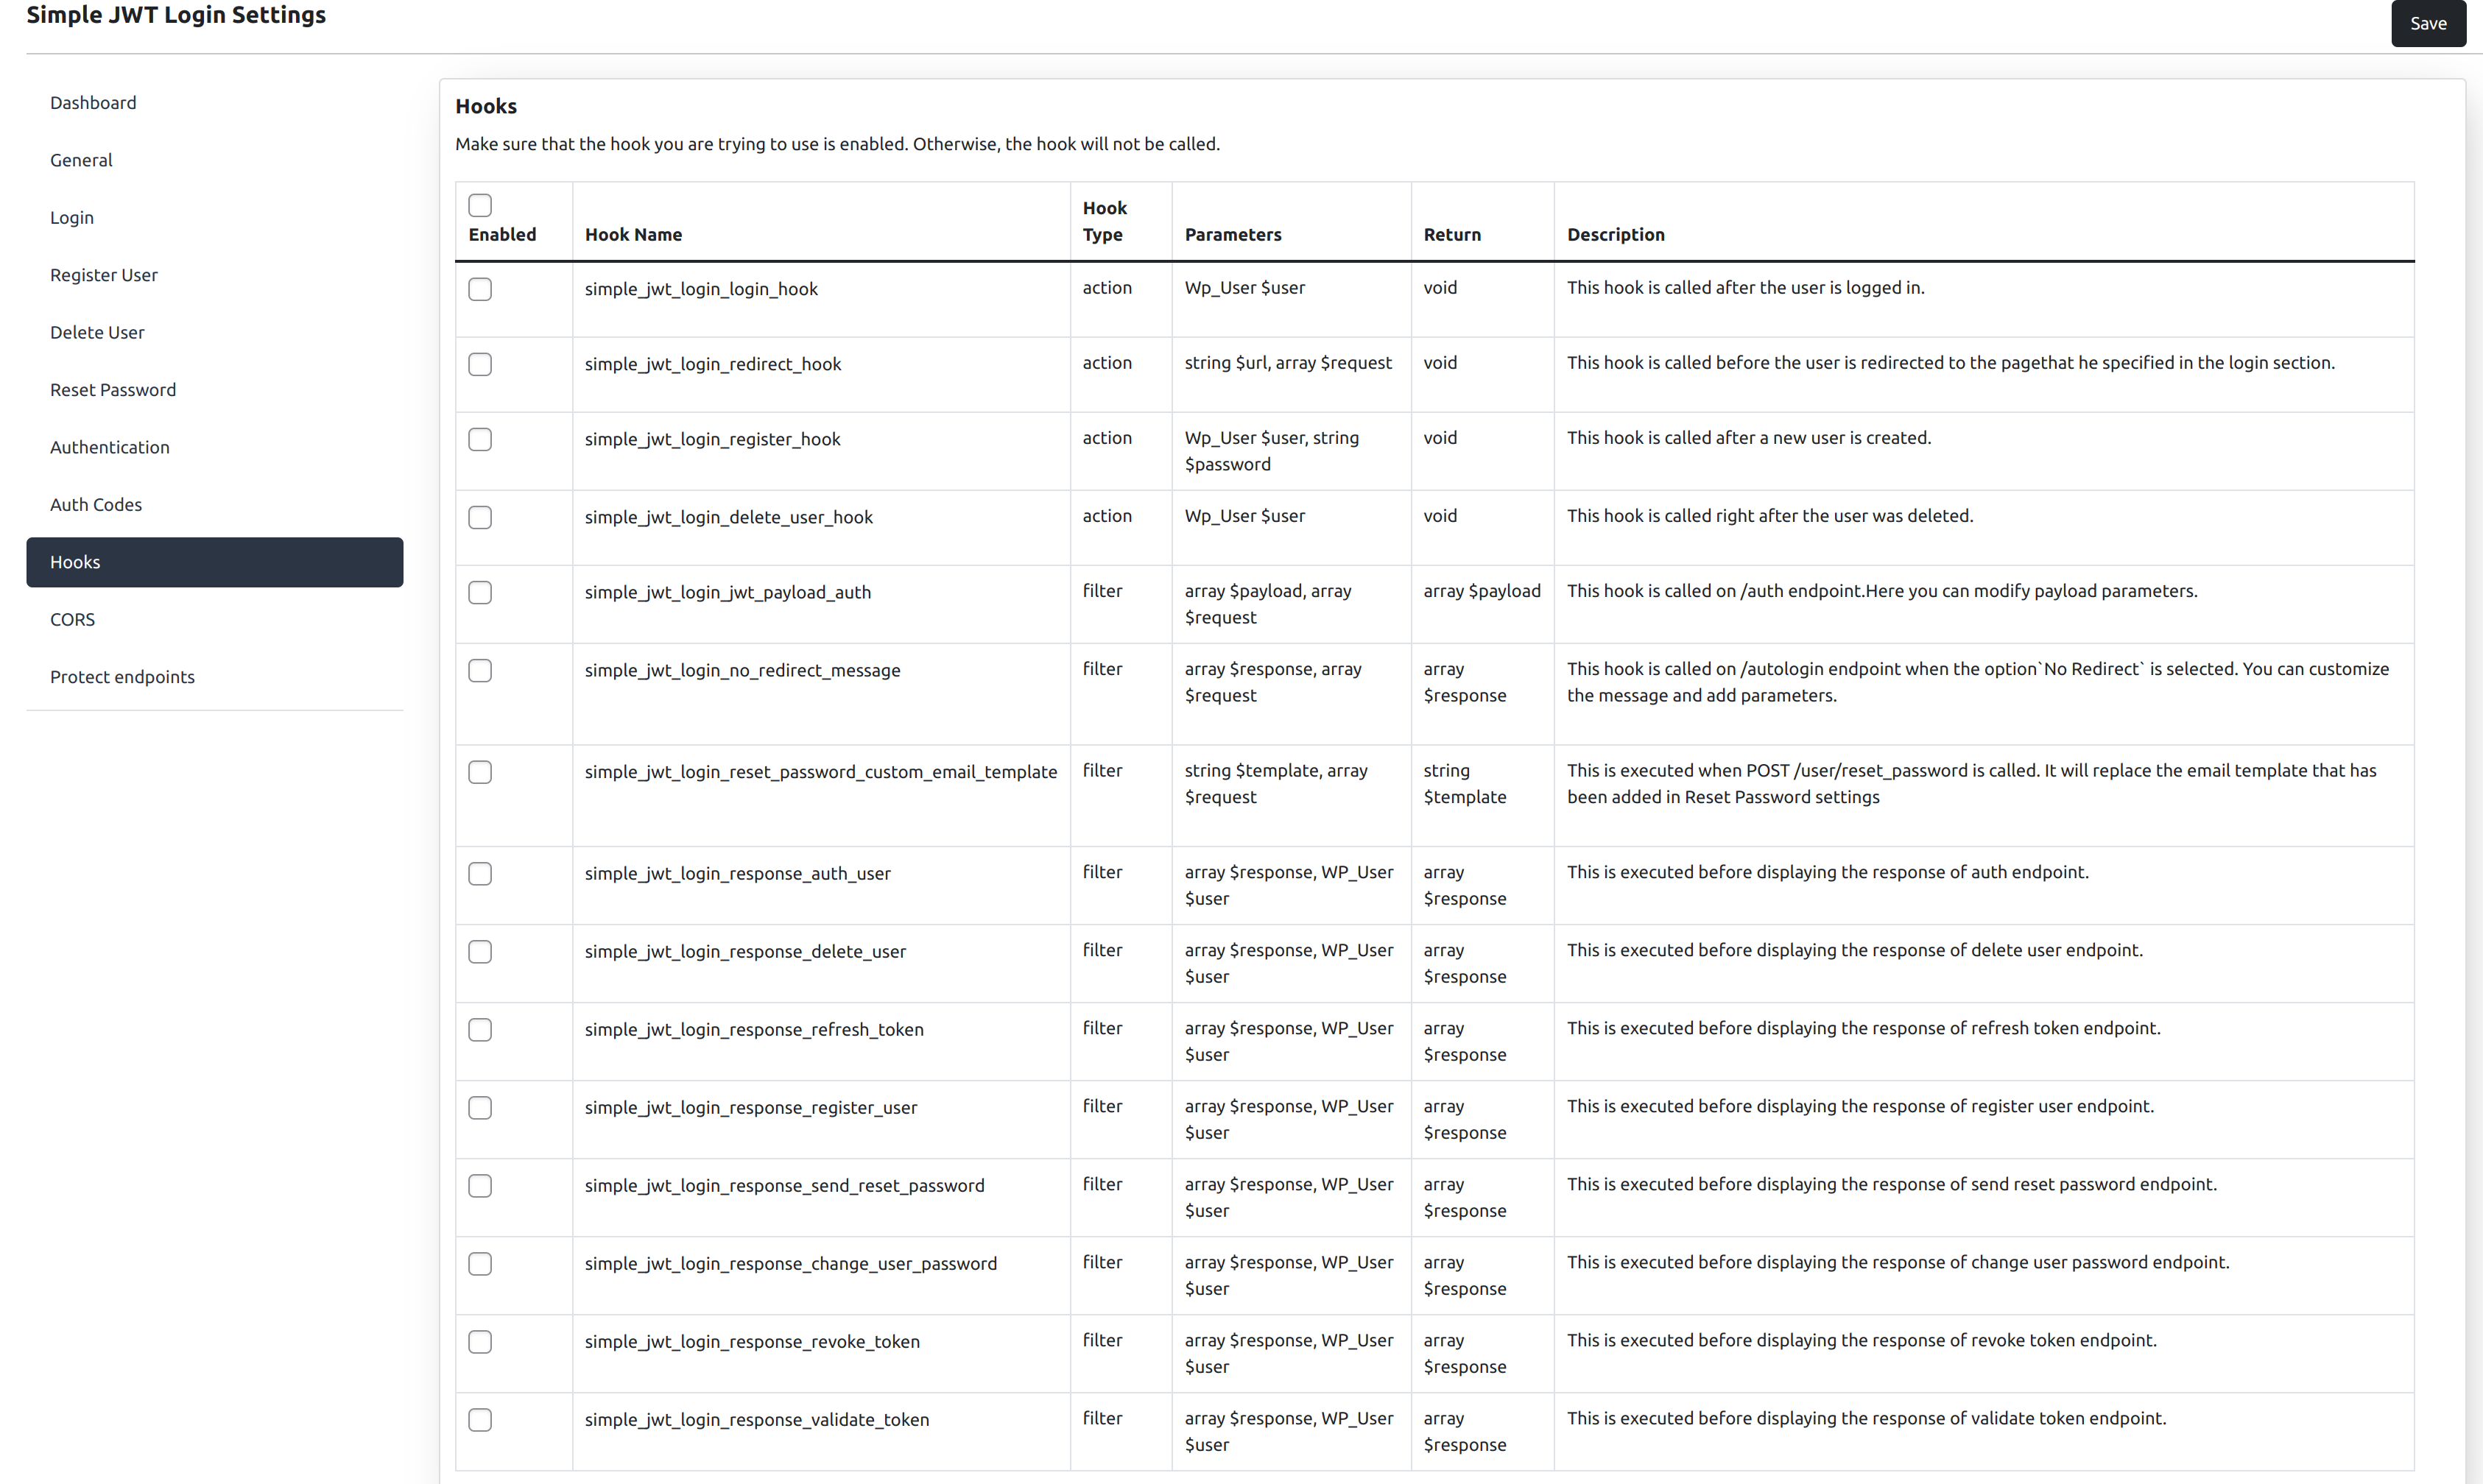 Simple JWT Login Settings
Save
Dashboard
General
Login
Register User
Delete User
Reset Password
Authentication
Auth Codes
Hooks
CORS
Protect endpoints
Hooks
Make sure that the hook you are trying to use is enabled. Otherwise, the hook will not be called.
Enabled
Hook Name
Hook
Type
Parameters
Return
Description
simple_jwt_login_login_hook
action
Wp_User $user
void
This hook is called after the user is logged in.
simple_jwt_login_redirect_hook
action
string $url, array $request
void
This hook is called before the user is redirected to the pagethat he specified in the login section.
simple_jwt_login_register_hook
action
Wp_User $user, string
$password
void
This hook is called after a new user is created.
simple_jwt_login_delete_user_hook
action
Wp_User $user
void
This hook is called right after the user was deleted.
simple_jwt_login_jwt_payload_auth
filter
array $payload, array
$request
array $payload
This hook is called on /auth endpoint.Here you can modify payload parameters.
simple_jwt_login_no_redirect_message
filter
array $response, array
$request
array
$response
This hook is called on /autologin endpoint when the option`No Redirect` is selected. You can customize
the message and add parameters.
simple_jwt_login_reset_password_custom_email_template
filter
string $template, array
$request
string
$template
This is executed when POST /user/reset_password is called. It will replace the email template that has
been added in Reset Password settings
simple_jwt_login_response_auth_user
filter
array $response, WP_User
$user
array
$response
This is executed before displaying the response of auth endpoint.
simple_jwt_login_response_delete_user
filter
array $response, WP_User
$user
array
$response
This is executed before displaying the response of delete user endpoint.
simple_jwt_login_response_refresh_token
filter
array $response, WP_User
$user
array
$response
This is executed before displaying the response of refresh token endpoint.
simple_jwt_login_response_register_user
filter
array $response, WP_User
$user
array
$response
This is executed before displaying the response of register user endpoint.
simple_jwt_login_response_send_reset_password
filter
array $response, WP_User
$user
array
$response
This is executed before displaying the response of send reset password endpoint.
simple_jwt_login_response_change_user_password
filter
array $response, WP_User
$user
array
$response
This is executed before displaying the response of change user password endpoint.
simple_jwt_login_response_revoke_token
filter
array $response, WP_User
$user
array
$response
This is executed before displaying the response of revoke token endpoint.
simple_jwt_login_response_validate_token
filter
array $response, WP_User
$user
array
$response
This is executed before displaying the response of validate token endpoint.